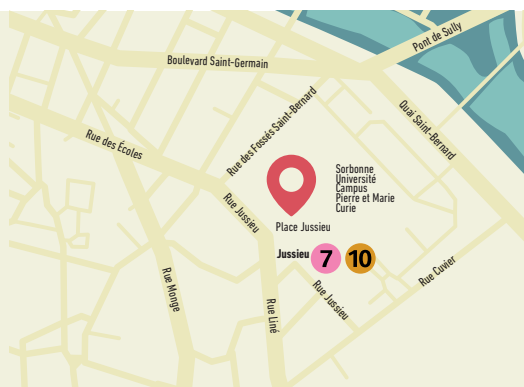 Pont de Sully
Boulevard Saint-Germain
Rue des Fossés Saint-Bernard
Quai Saint-Bernard
Rue des Écoles
Sorbonne
Université
Campus
Pierre et Marie
Curie
Rue Jussieu
Place Jussieu
Jussieu 7 10
Rue Monge
Rue Liné
Rue Jussieu
Rue Cuvier